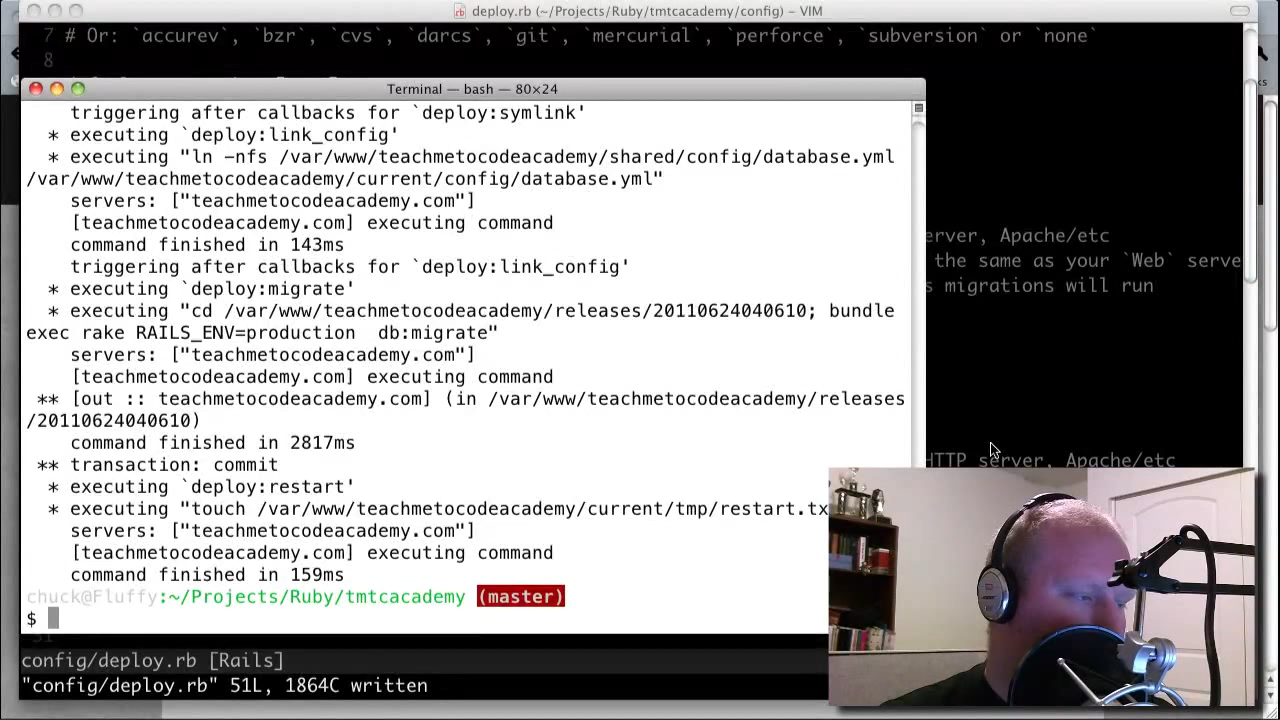 deploy.rb (~/Projects/Ruby/tmtcacademy/config) – VIM
7 # Or: `accurev`, `bzr`, `cvs`, `darcs`, `git`, `mercurial`, `perforce`, `subversion` or `none`
8
Terminal — bash — 80×24
triggering after callbacks for `deploy:symlink'
* executing `deploy:link_config'
* executing "ln -nfs /var/www/teachmetocodeacademy/shared/config/database.yml
/var/www/teachmetocodeacademy/current/config/database.yml"
servers: ["teachmetocodeacademy.com"]
[teachmetocodeacademy.com] executing command
command finished in 143ms
triggering after callbacks for `deploy:link_config'
* executing `deploy:migrate'
* executing "cd /var/www/teachmetocodeacademy/releases/20110624040610; bundle
exec rake RAILS_ENV=production  db:migrate"
servers: ["teachmetocodeacademy.com"]
[teachmetocodeacademy.com] executing command
** [out :: teachmetocodeacademy.com] (in /var/www/teachmetocodeacademy/releases
/20110624040610)
command finished in 2817ms
** transaction: commit
* executing `deploy:restart'
* executing "touch /var/www/teachmetocodeacademy/current/tmp/restart.tx
servers: ["teachmetocodeacademy.com"]
[teachmetocodeacademy.com] executing command
command finished in 159ms
chuck@Fluffy:~/Projects/Ruby/tmtcacademy (master)
$
erver, Apache/etc
the same as your `Web` serve
s migrations will run
HTTP server, Apache/etc
config/deploy.rb [Rails]
"config/deploy.rb" 51L, 1864C written